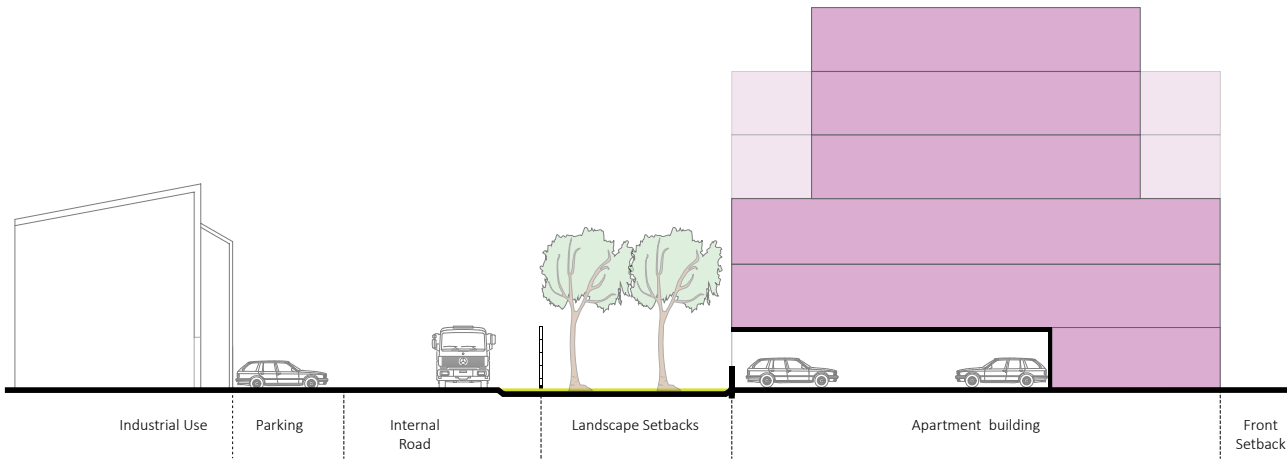 Industrial Use
Parking
Internal
Road
Landscape Setbacks
Apartment building
Front
Setback